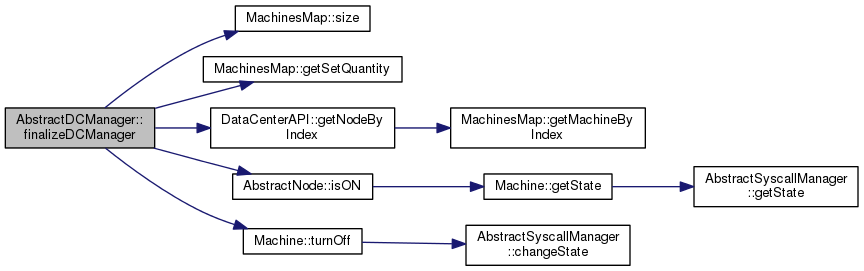 MachinesMap::size
MachinesMap::getSetQuantity
AbstractDCManager::
finalizeDCManager
DataCenterAPI::getNodeBy
Index
MachinesMap::getMachineBy
Index
AbstractNode::isON
Machine::getState
AbstractSyscallManager
::getState
Machine::turnOff
AbstractSyscallManager
::changeState